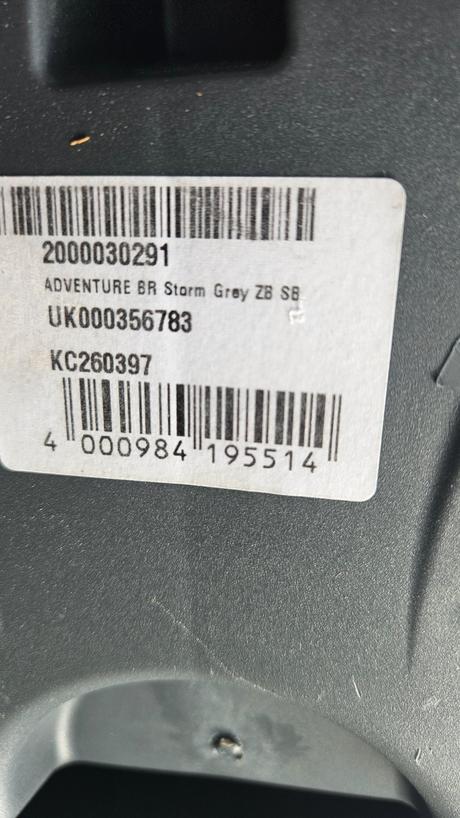 2000030291
ADVENTURE BR Storm Grey ZB SB
UK000356783
KC260397
4 000984 195514